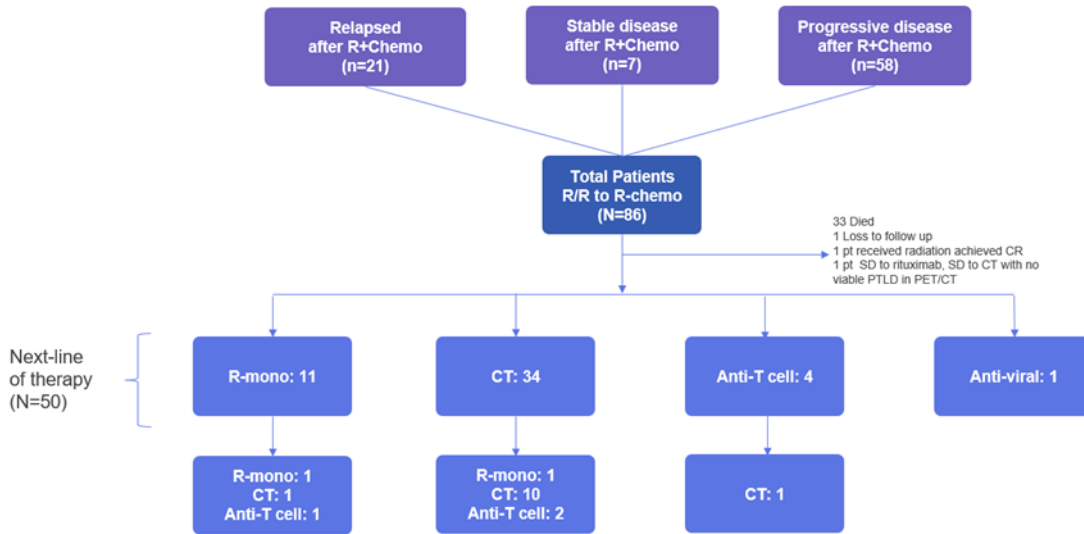 Relapsed
after R+Chemo
(n=21)
Stable disease
after R+Chemo
(n=7)
Progressive disease
after R+Chemo
(n=58)
Total Patients
R/R to R-chemo
(N=86)
33 Died
1 Loss to follow up
1 pt received radiation achieved CR
1 pt  SD to rituximab, SD to CT with no
viable PTLD in PET/CT
Next-line
of therapy
(N=50)
R-mono: 11
CT: 34
Anti-T cell: 4
Anti-viral: 1
R-mono: 1
CT: 1
Anti-T cell: 1
R-mono: 1
CT: 10
Anti-T cell: 2
CT: 1